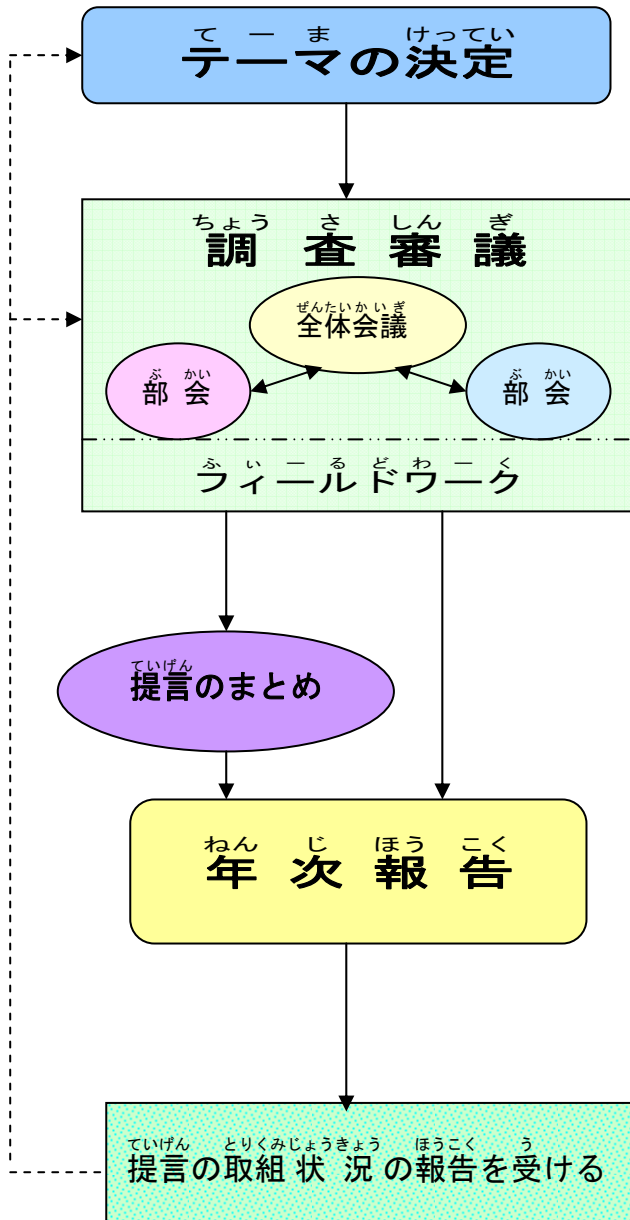 てーま けってい
テーマの決定
ちょう さ しん ぎ
調査審議
ぜんたいかいぎ
全体会議
ぶ かい
部会
ぶ かい
部会
ふぃーるどわーく
フィールドワーク
ていげん
提言のまとめ
ねん じ ほう こく
年次報告
ていげん とりくみじょうきょう ほうこく う
提言の取組状況の報告を受ける